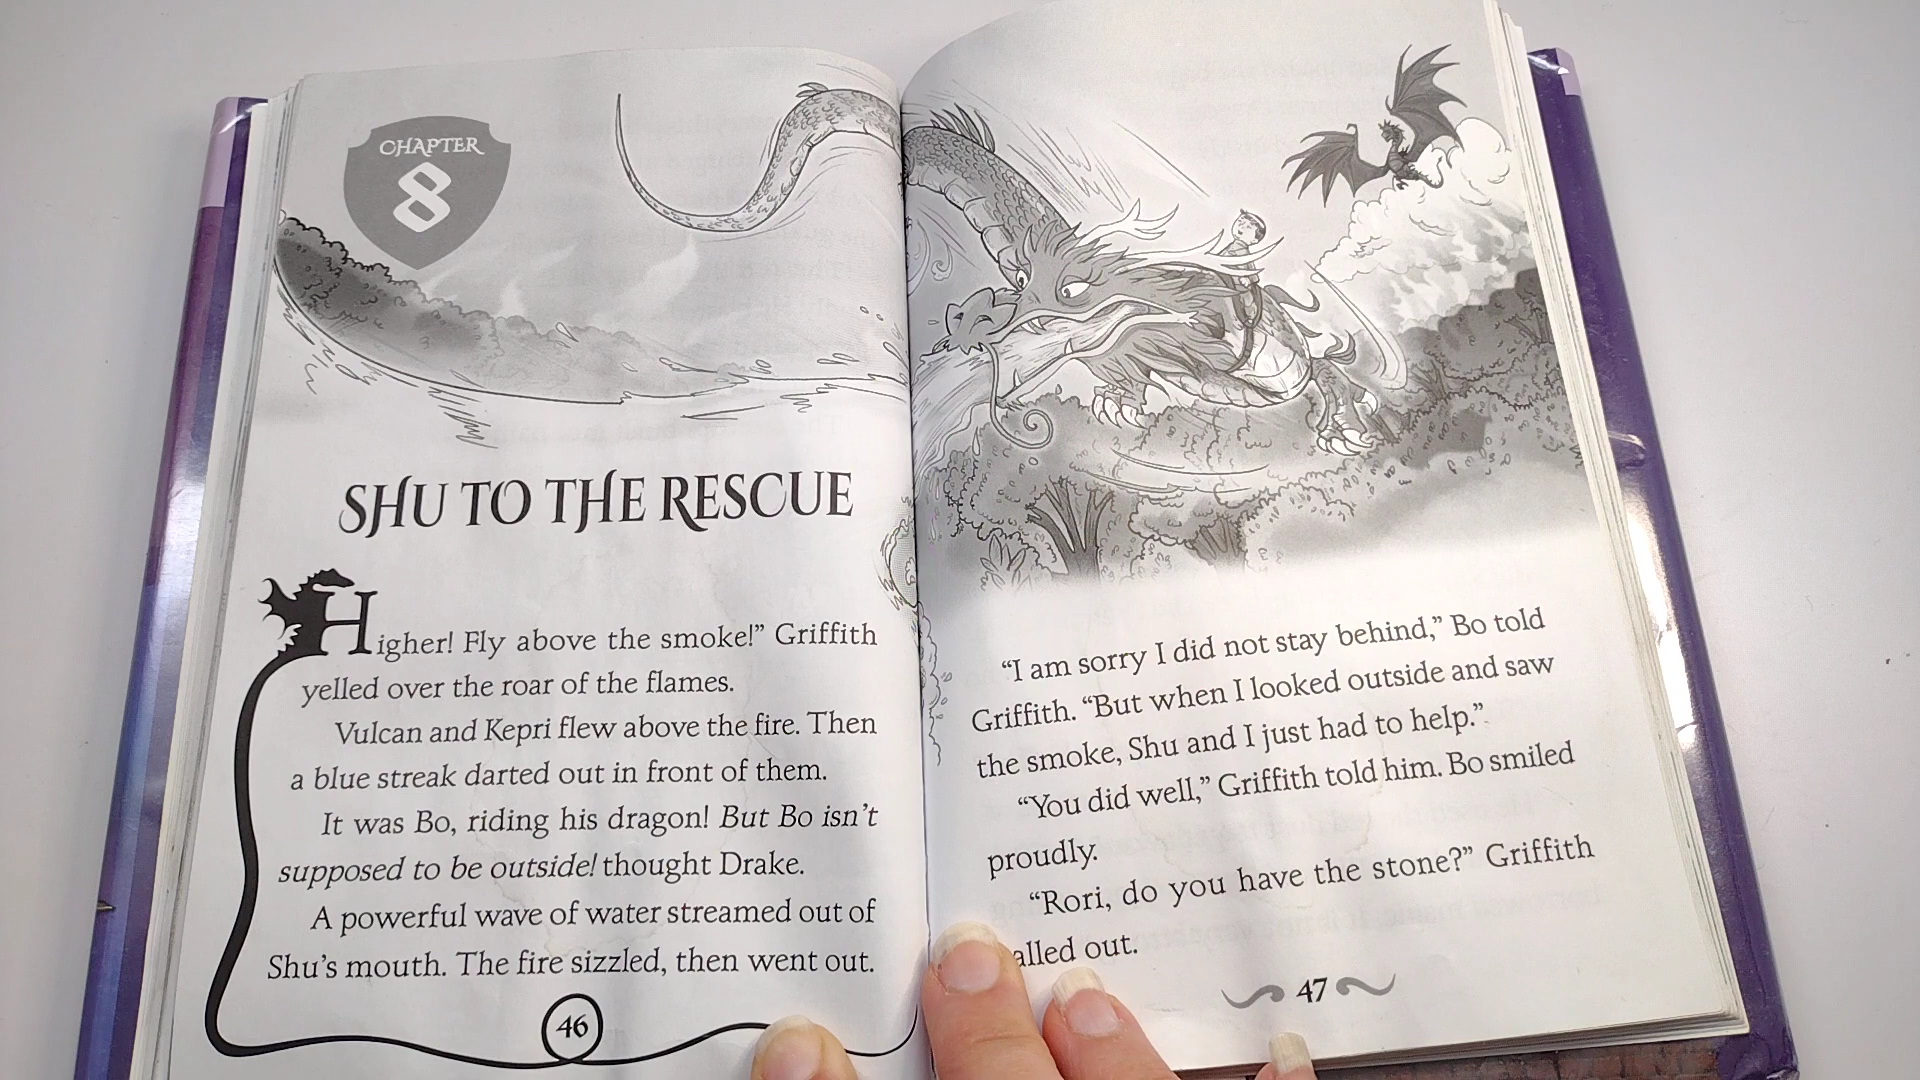 CHAPTER
8
SHU TO THE RESCUE
Higher! Fly above the smoke!” Griffith
yelled over the roar of the flames.
Vulcan and Kepri flew above the fire. Then
a blue streak darted out in front of them.
It was Bo, riding his dragon! But Bo isn’t
supposed to be outside! thought Drake.
A powerful wave of water streamed out of
Shu’s mouth. The fire sizzled, then went out.
46
“I am sorry I did not stay behind,” Bo told
Griffith. “But when I looked outside and saw
the smoke, Shu and I just had to help.”
“You did well,” Griffith told him. Bo smiled
proudly.
“Rori, do you have the stone?” Griffith
alled out.
47